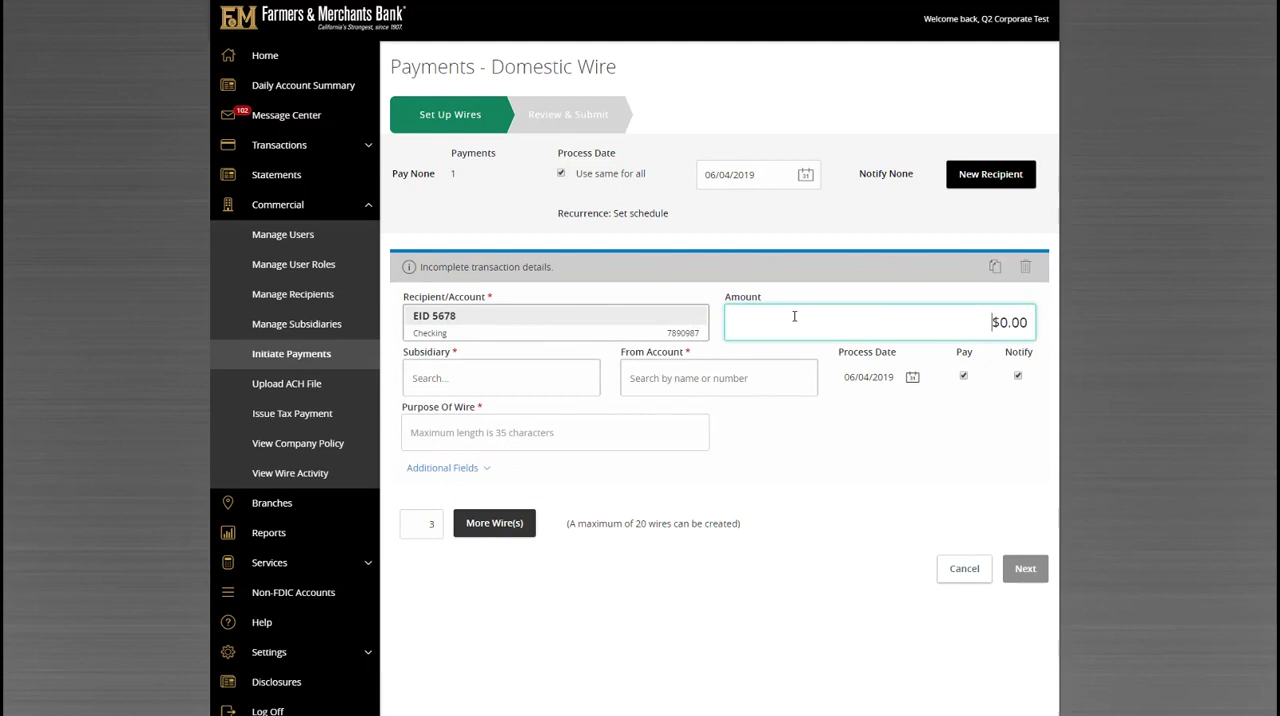 F&M Farmers & Merchants Bank®
California's Strongest, since 1907.
Welcome back, Q2 Corporate Test
Home
Daily Account Summary
102
Message Center
Transactions
Statements
Commercial
Manage Users
Manage User Roles
Manage Recipients
Manage Subsidiaries
Initiate Payments
Upload ACH File
Issue Tax Payment
View Company Policy
View Wire Activity
Branches
Reports
Services
Non-FDIC Accounts
Help
Settings
Disclosures
Log Off
Payments - Domestic Wire
Set Up Wires
Review & Submit
Payments
Process Date
Pay None
1
Use same for all
06/04/2019
31
Notify None
New Recipient
Recurrence: Set schedule
Incomplete transaction details.
Recipient/Account *
Amount
EID 5678
Checking
7890987
$0.00
Subsidiary *
From Account *
Process Date
Pay
Notify
Search...
Search by name or number
06/04/2019
31
Purpose Of Wire *
Maximum length is 35 characters
Additional Fields
3
More Wire(s)
(A maximum of 20 wires can be created)
Cancel
Next